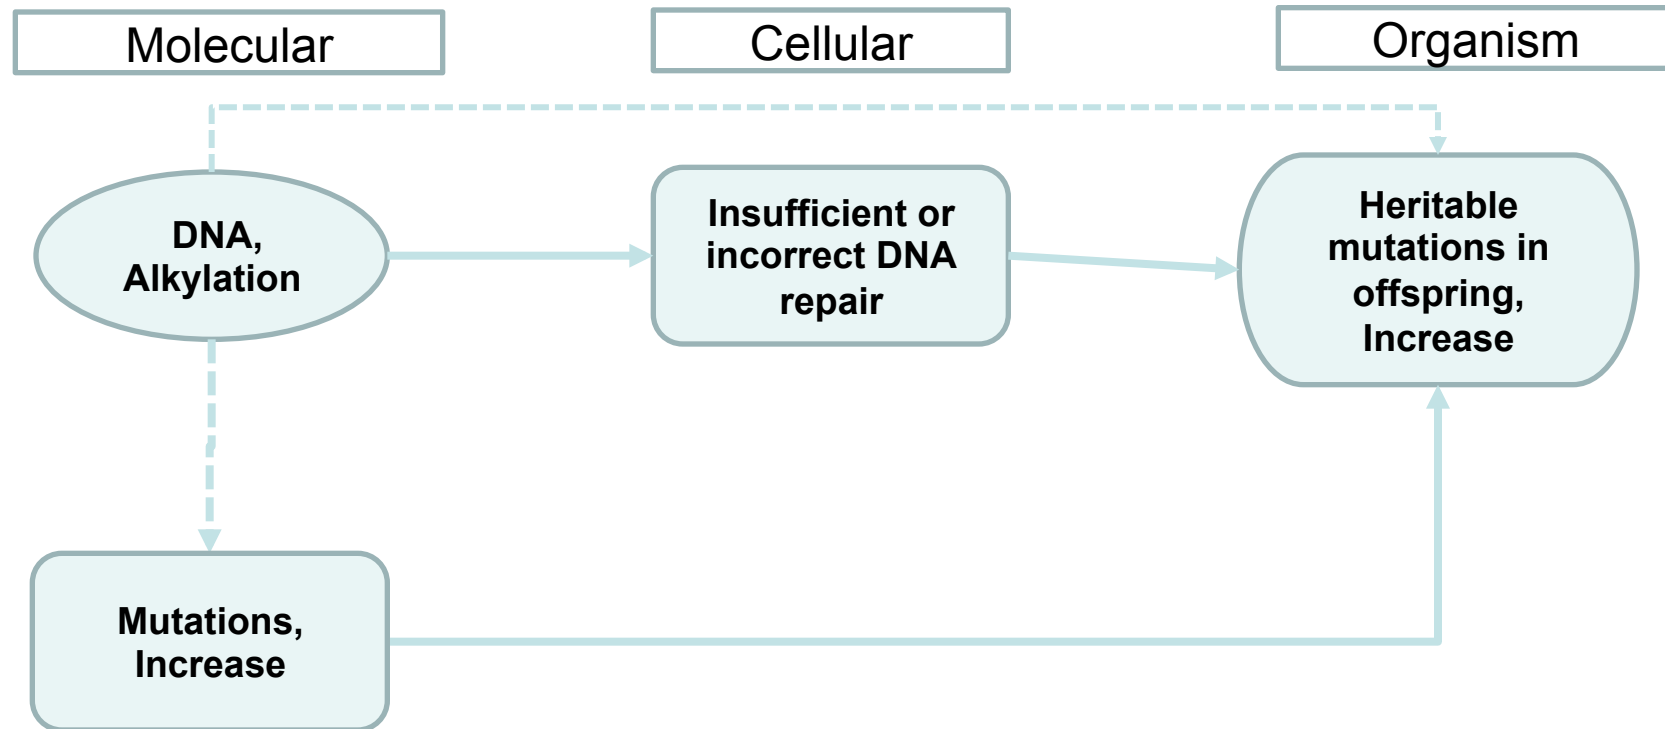 Molecular
Cellular
Organism
DNA,
Alkylation
Insufficient or
incorrect DNA
repair
Heritable
mutations in
offspring,
Increase
Mutations,
Increase